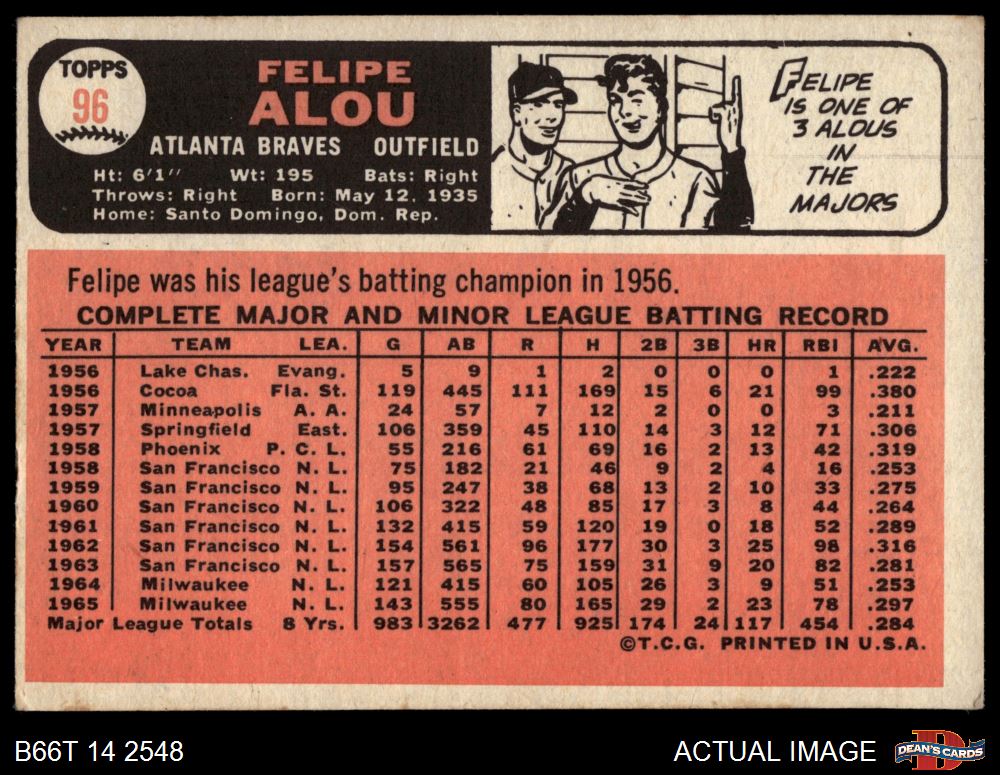 TOPPS
96
FELIPE
ALOU
ATLANTA BRAVES OUTFIELD
Ht: 6'1" Wt: 195 Bats: Right
Throws: Right Born: May 12, 1935
Home: Santo Domingo, Dom. Rep.
FELIPE
IS ONE OF
3 ALOUS
IN
THE
MAJORS
Felipe was his league's batting champion in 1956.
COMPLETE MAJOR AND MINOR LEAGUE BATTING RECORD
YEAR TEAM LEA. G AB R H 2B 3B HR RBI AVG.
1956 Lake Chas. Evang. 5 9 1 2 0 0 0 1 .222
1956 Cocoa Fla. St. 119 445 111 169 15 6 21 99 .380
1957 Minneapolis A. A. 24 57 7 12 2 0 0 3 .211
1957 Springfield East. 106 359 45 110 14 3 12 71 .306
1958 Phoenix P. C. L. 55 216 61 69 16 2 13 42 .319
1958 San Francisco N. L. 75 182 21 46 9 2 4 16 .253
1959 San Francisco N. L. 95 247 38 68 13 2 10 33 .275
1960 San Francisco N. L. 106 322 48 85 17 3 8 44 .264
1961 San Francisco N. L. 132 415 59 120 19 0 18 52 .289
1962 San Francisco N. L. 154 561 96 177 30 3 25 98 .316
1963 San Francisco N. L. 157 565 75 159 31 9 20 82 .281
1964 Milwaukee N. L. 121 415 60 105 26 3 9 51 .253
1965 Milwaukee N. L. 143 555 80 165 29 2 23 78 .297
Major League Totals 8 Yrs. 983 3262 477 925 174 24 117 454 .284
©T.C.G. PRINTED IN U.S.A.
B66T 14 2548
ACTUAL IMAGE
DEAN'S CARDS